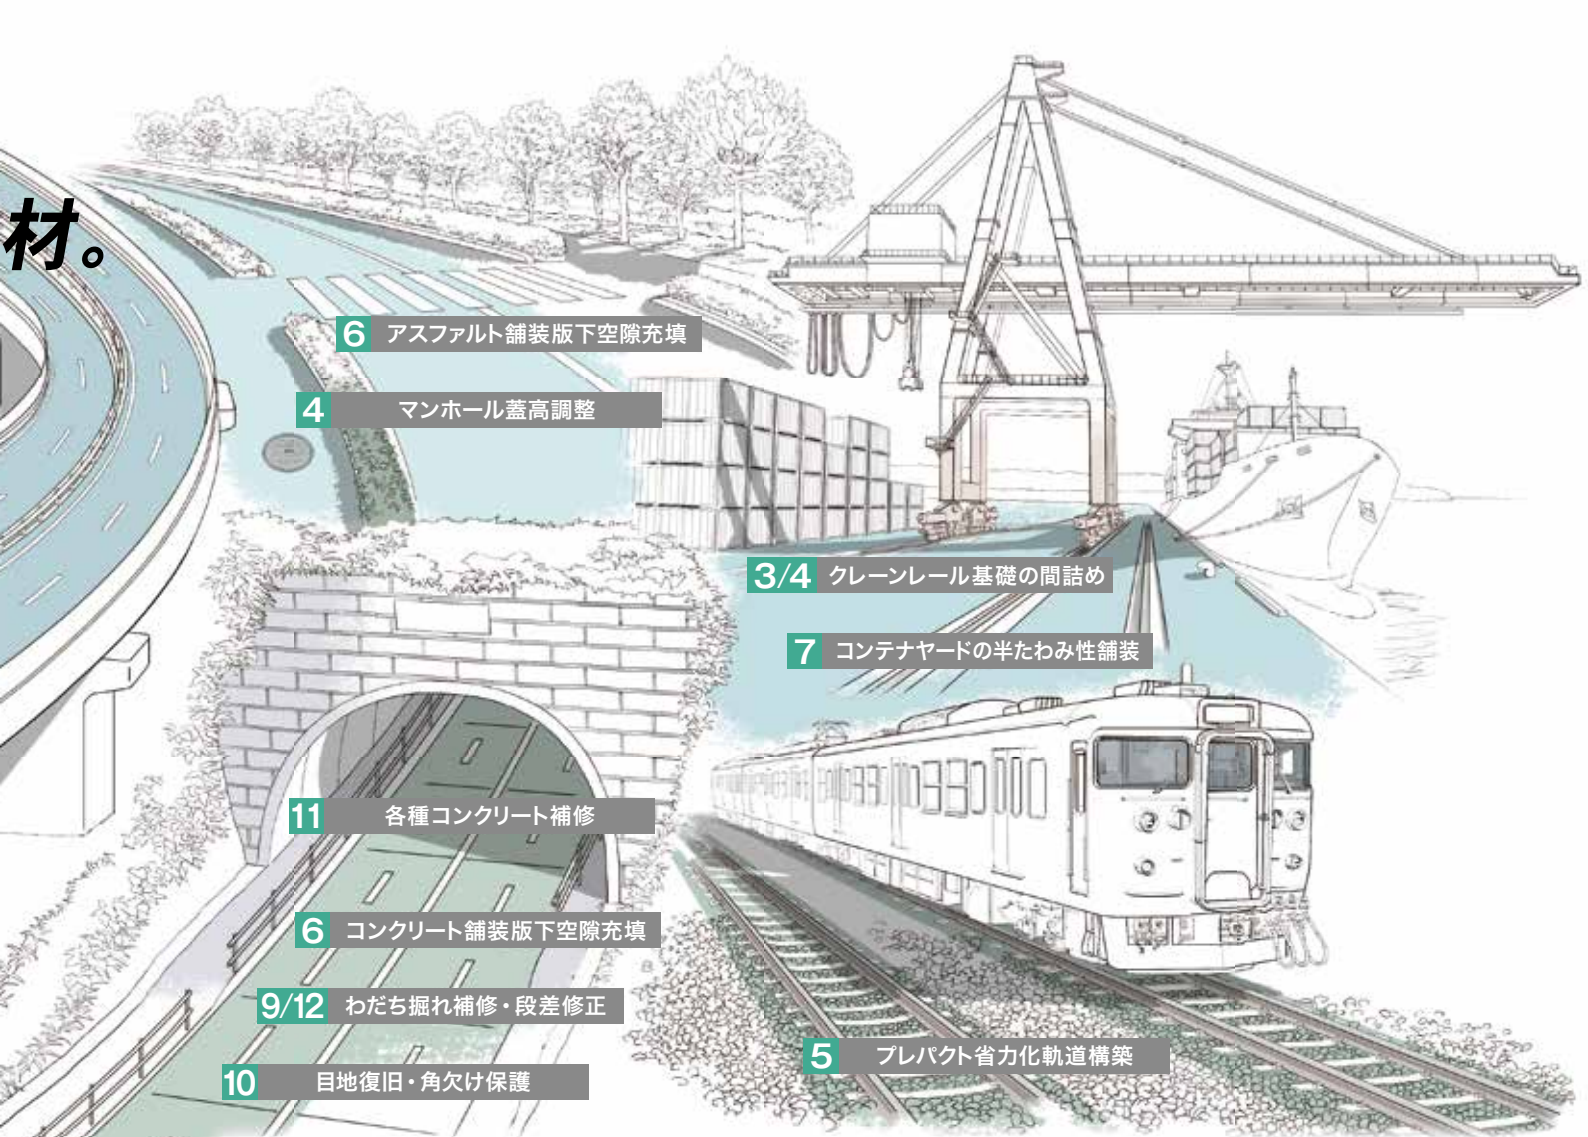 材。
6 アスファルト舗装版下空隙充填
4 マンホール蓋高調整
3/4 クレーンレール基礎の間詰め
7 コンテナヤードの半たわみ性舗装
11 各種コンクリート補修
6 コンクリート舗装版下空隙充填
9/12 わだち掘れ補修・段差修正
5 プレパクト省力化軌道構築
10 目地復旧・角欠け保護